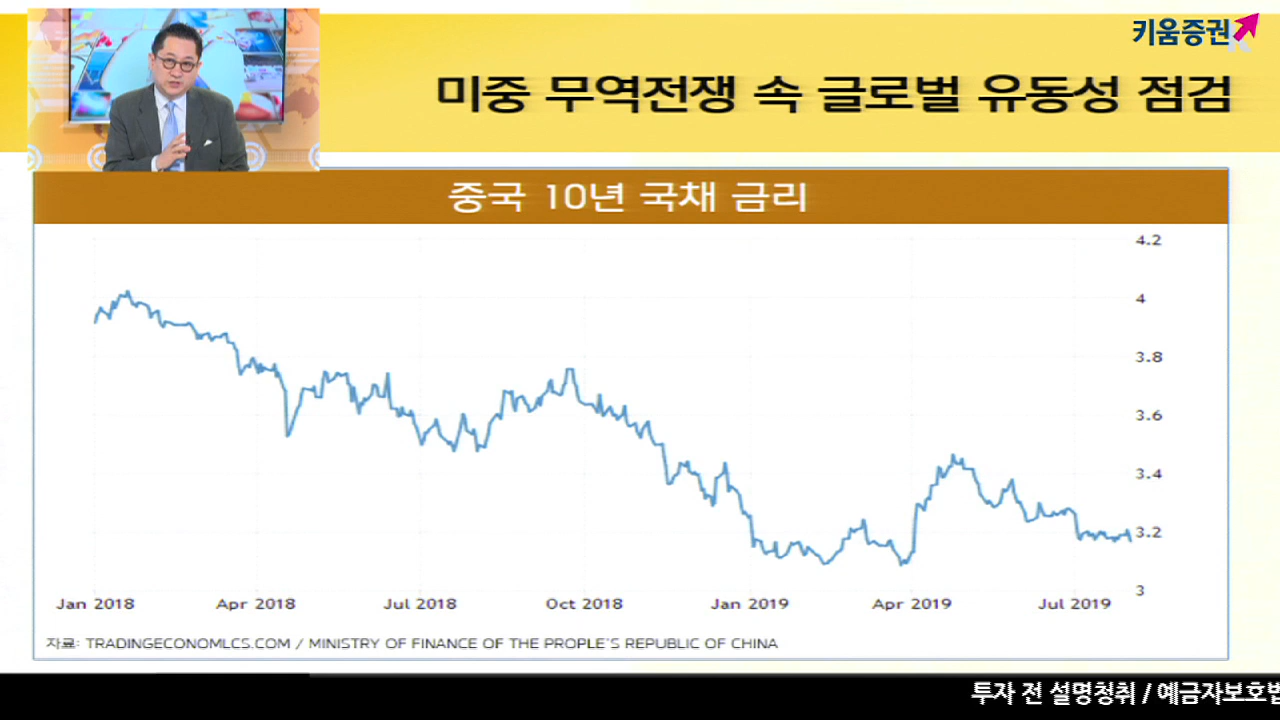 키움증권
미중 무역전쟁 속 글로벌 유동성 점검
중국 10년 국채 금리
4.2
4
3.8
3.6
3.4
3.2
3
Jan 2018 Apr 2018 Jul 2018 Oct 2018 Jan 2019 Apr 2019 Jul 2019
자료: TRADINGECONOMLCS.COM / MINISTRY OF FINANCE OF THE PEOPLE'S REPUBLIC OF CHINA
투자 전 설명청취 / 예금자보호법